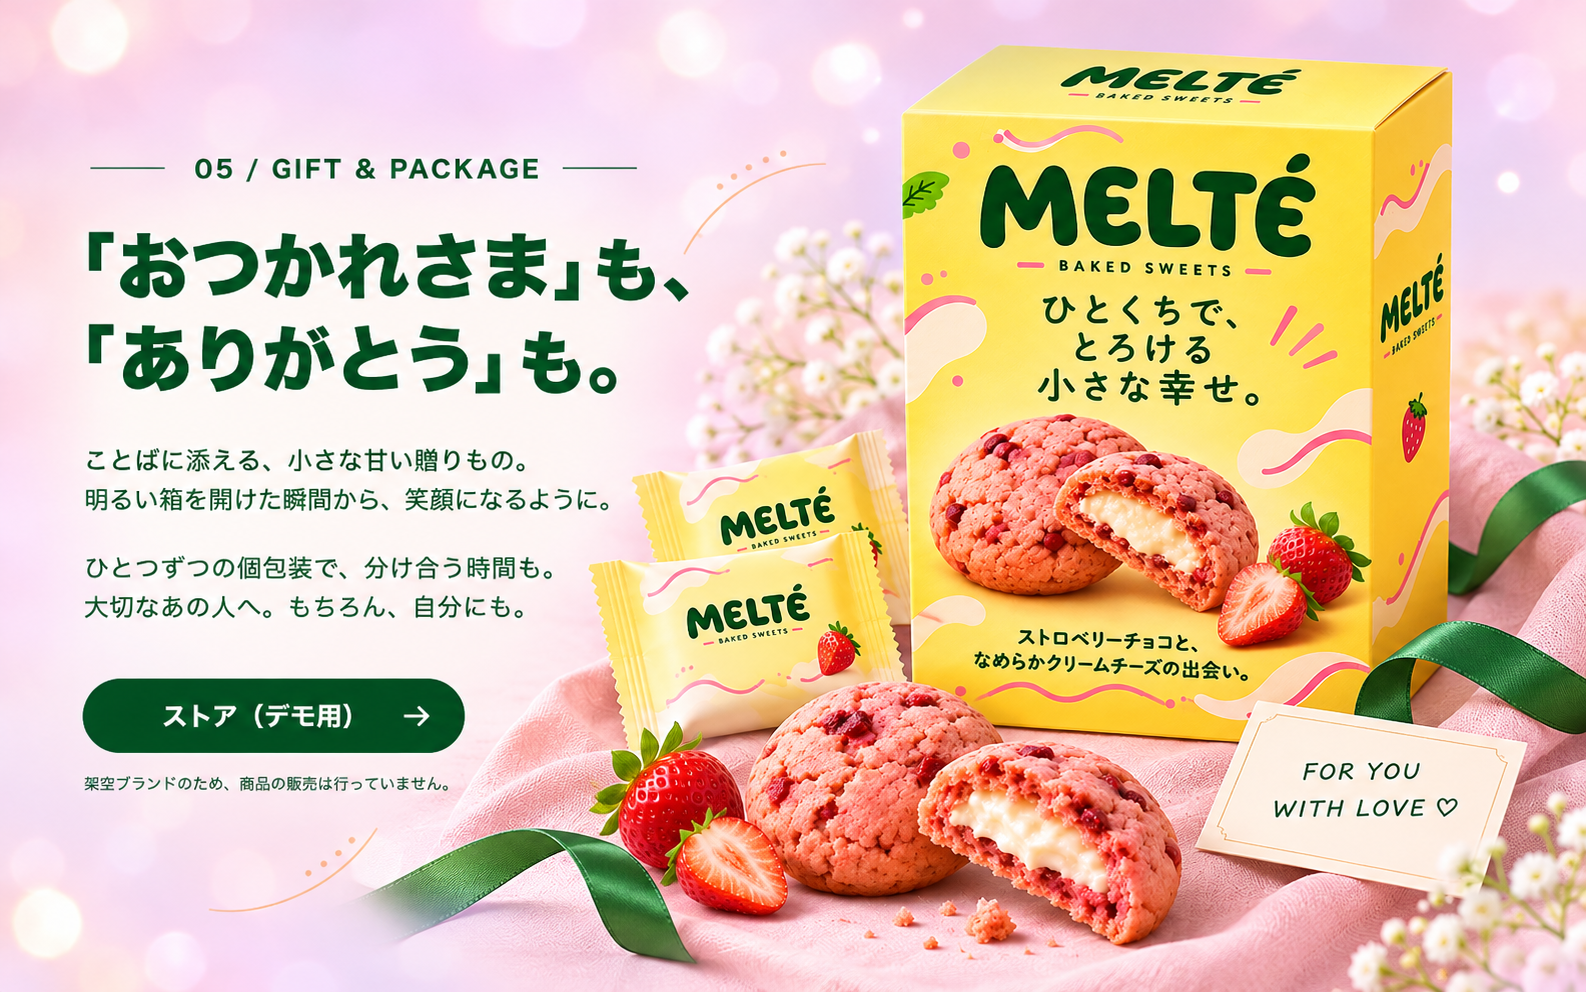 05 / GIFT & PACKAGE
「おつかれさま」も、
「ありがとう」も。
ことばに添える、小さな甘い贈りもの。
明るい箱を開けた瞬間から、笑顔になるように。
ひとつずつの個包装で、分け合う時間も。
大切なあの人へ。もちろん、自分にも。
ストア（デモ用） →
架空ブランドのため、商品の販売は行っていません。
MELTÉ
BAKED SWEETS
MELTÉ
BAKED SWEETS
ひとくちで、
とろける
小さな幸せ。
ストロベリーチョコと、
なめらかクリームチーズの出会い。
MELTÉ
BAKED SWEETS
MELTÉ
BAKED SWEETS
MELTÉ
BAKED SWEETS
FOR YOU
WITH LOVE ♡